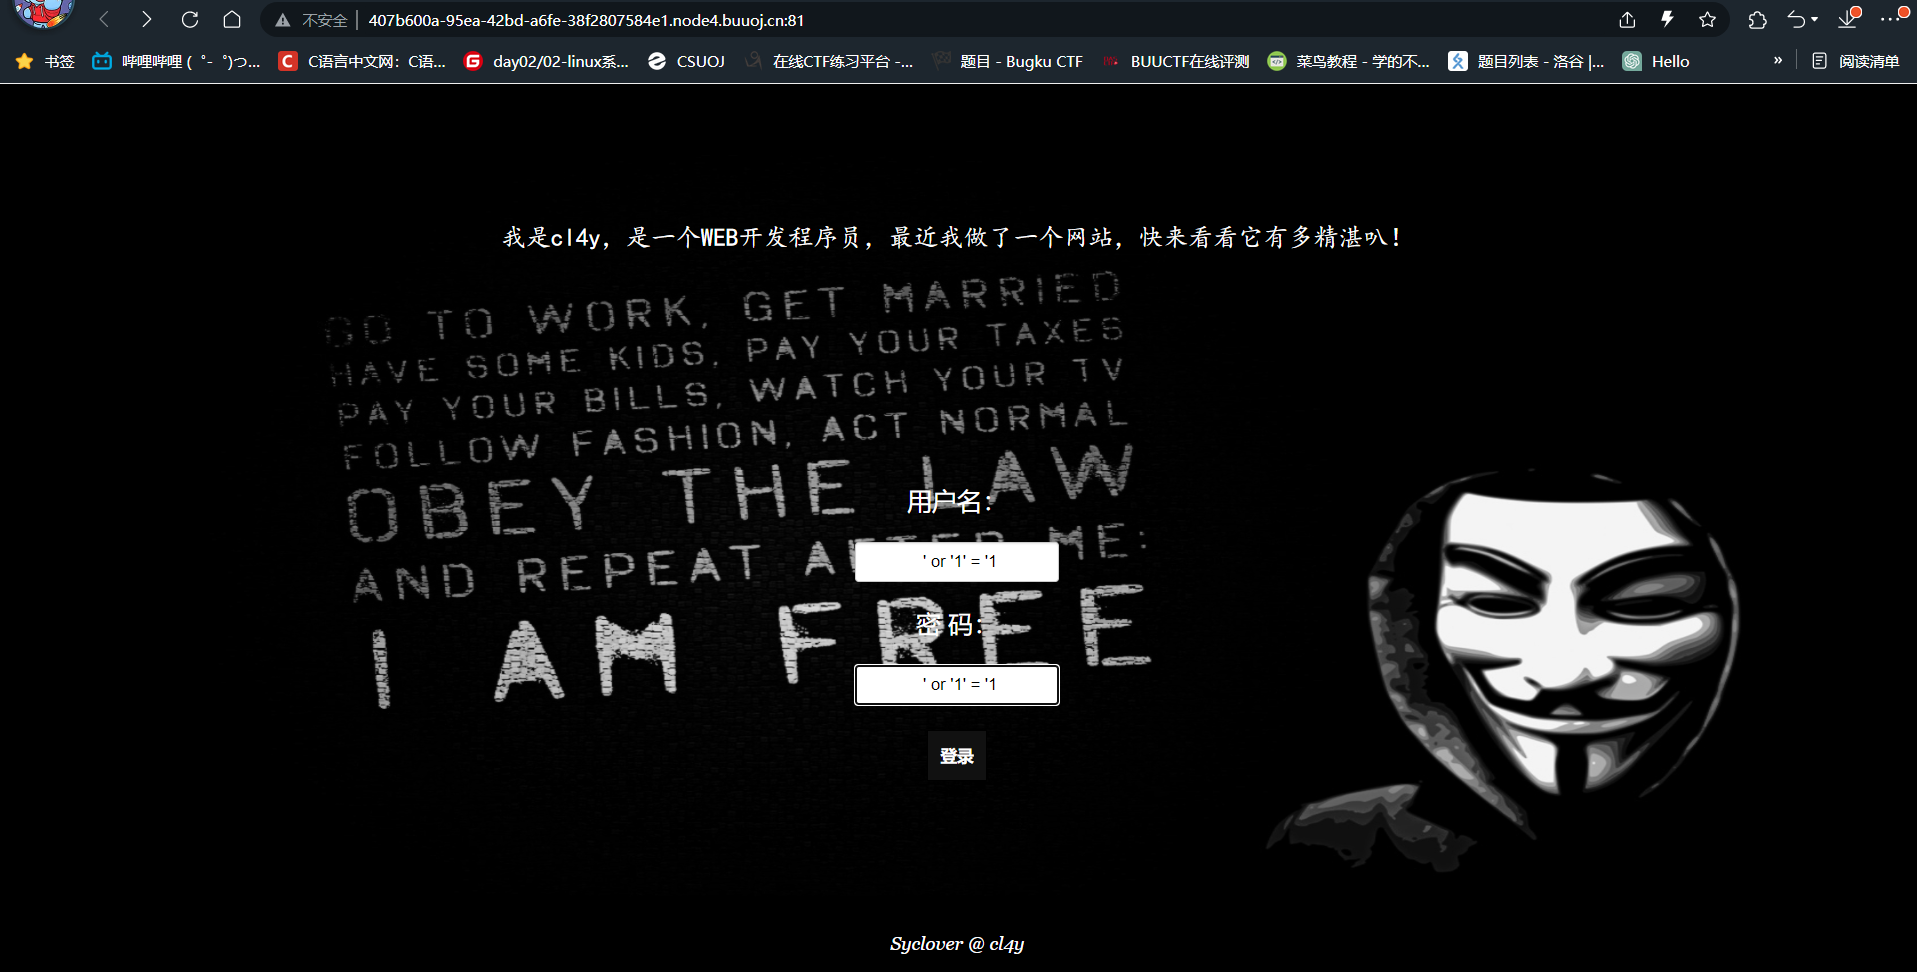 不安全 407b600a-95ea-42bd-a6fe-38f2807584e1.node4.buuoj.cn:81
书签 哔哩哔哩 (゜-゜)つ... C语言中文网：C语... day02/02-linux系... CSUOJ 在线CTF练习平台 -... 题目 - Bugku CTF BUUCTF在线评测 菜鸟教程 - 学的不... 题目列表 - 洛谷 |... Hello » 阅读清单
我是cl4y，是一个WEB开发程序员，最近我做了一个网站，快来看看它有多精湛叭！
GO TO WORK, GET MARRIED
HAVE SOME KIDS, PAY YOUR TAXES
PAY YOUR BILLS, WATCH YOUR TV
FOLLOW FASHION, ACT NORMAL
OBEY THE LAW
AND REPEAT AFTER ME:
I AM FREE
用户名：
' or '1' = '1
密 码：
' or '1' = '1
登录
Syclover @ cl4y